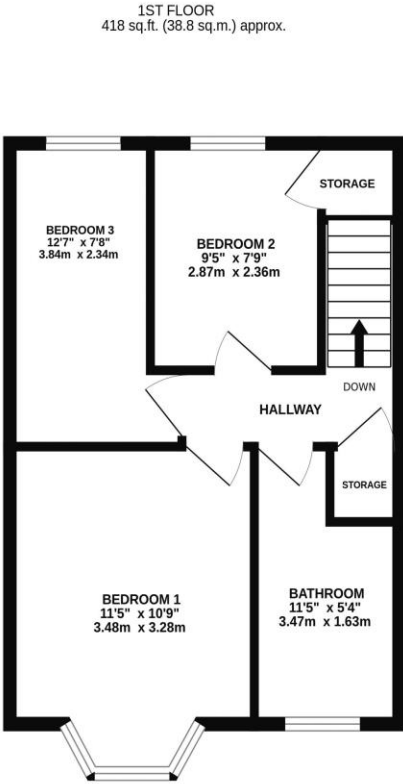 1ST FLOOR
418 sq.ft. (38.8 sq.m.) approx.
STORAGE
BEDROOM 3
12'7" x 7'8"
3.84m x 2.34m
BEDROOM 2
9'5" x 7'9"
2.87m x 2.36m
DOWN
HALLWAY
STORAGE
BEDROOM 1
11'5" x 10'9"
3.48m x 3.28m
BATHROOM
11'5" x 5'4"
3.47m x 1.63m